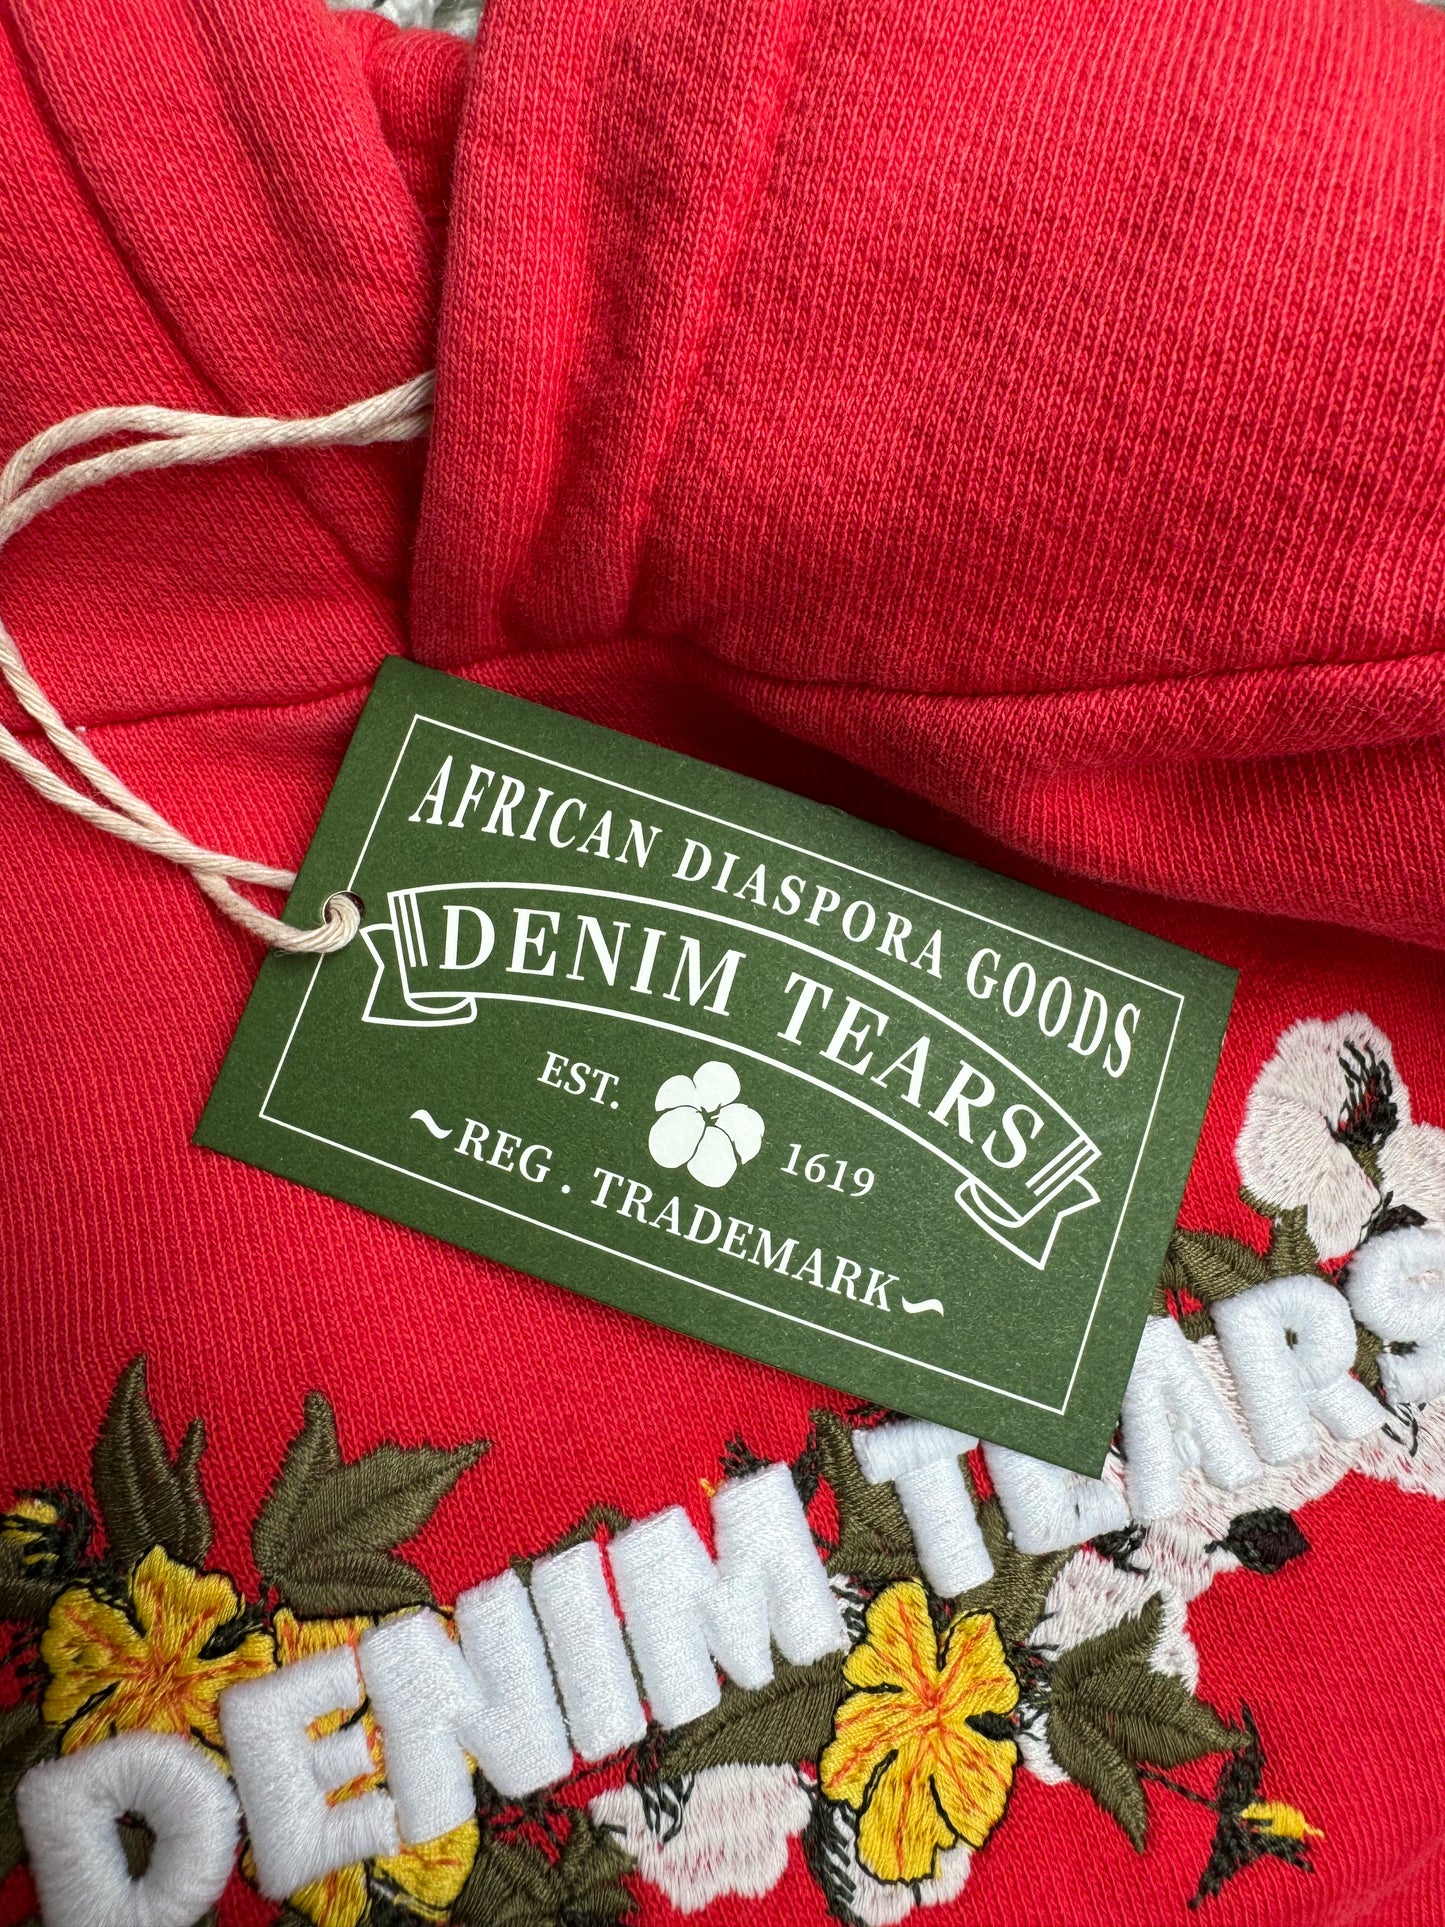 AFRICAN DIASPORA GOODS
DENIM TEARS
EST. 1619
~REG. TRADEMARK~
DENIM TEARS